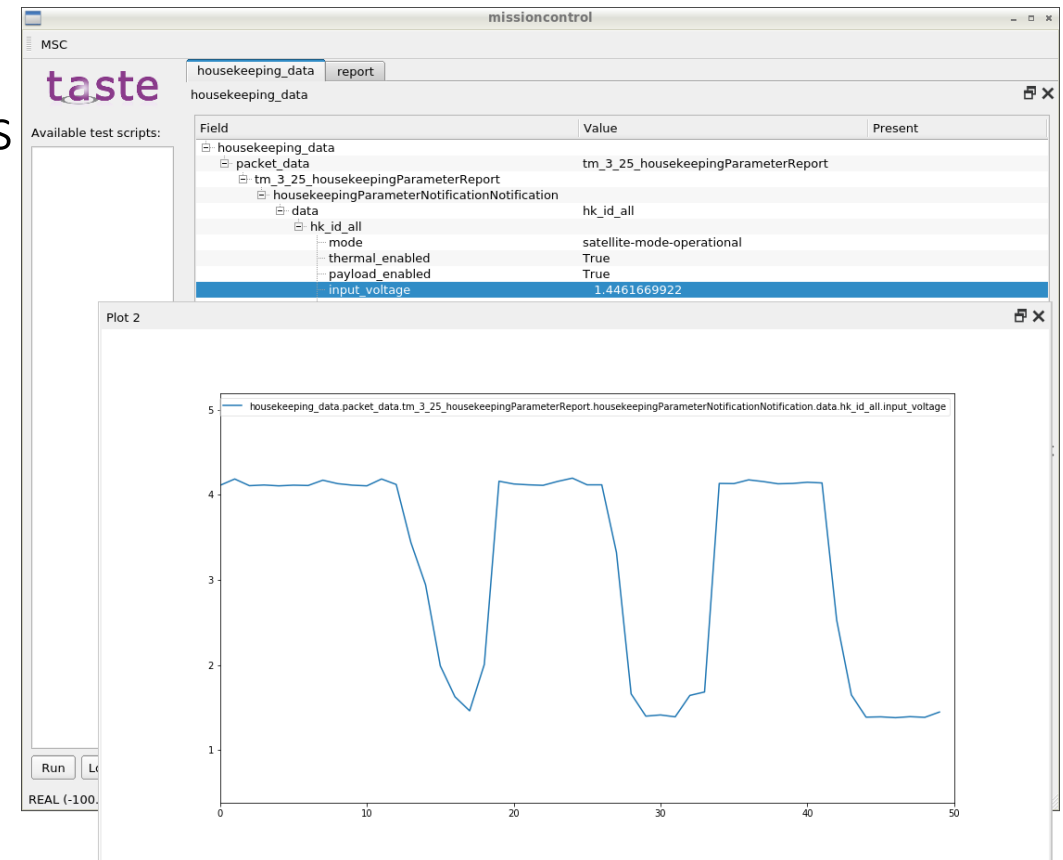 missioncontrol
MSC
taste
housekeeping_data report
housekeeping_data
S
Available test scripts:
Field Value Present
housekeeping_data
packet_data tm_3_25_housekeepingParameterReport
tm_3_25_housekeepingParameterReport
housekeepingParameterNotificationNotification
data hk_id_all
hk_id_all
mode satellite-mode-operational
thermal_enabled True
payload_enabled True
input_voltage 1.4461669922
Plot 2
housekeeping_data.packet_data.tm_3_25_housekeepingParameterReport.housekeepingParameterNotificationNotification.data.hk_id_all.input_voltage
5
4
3
2
1
0 10 20 30 40 50
Run
REAL (-100.